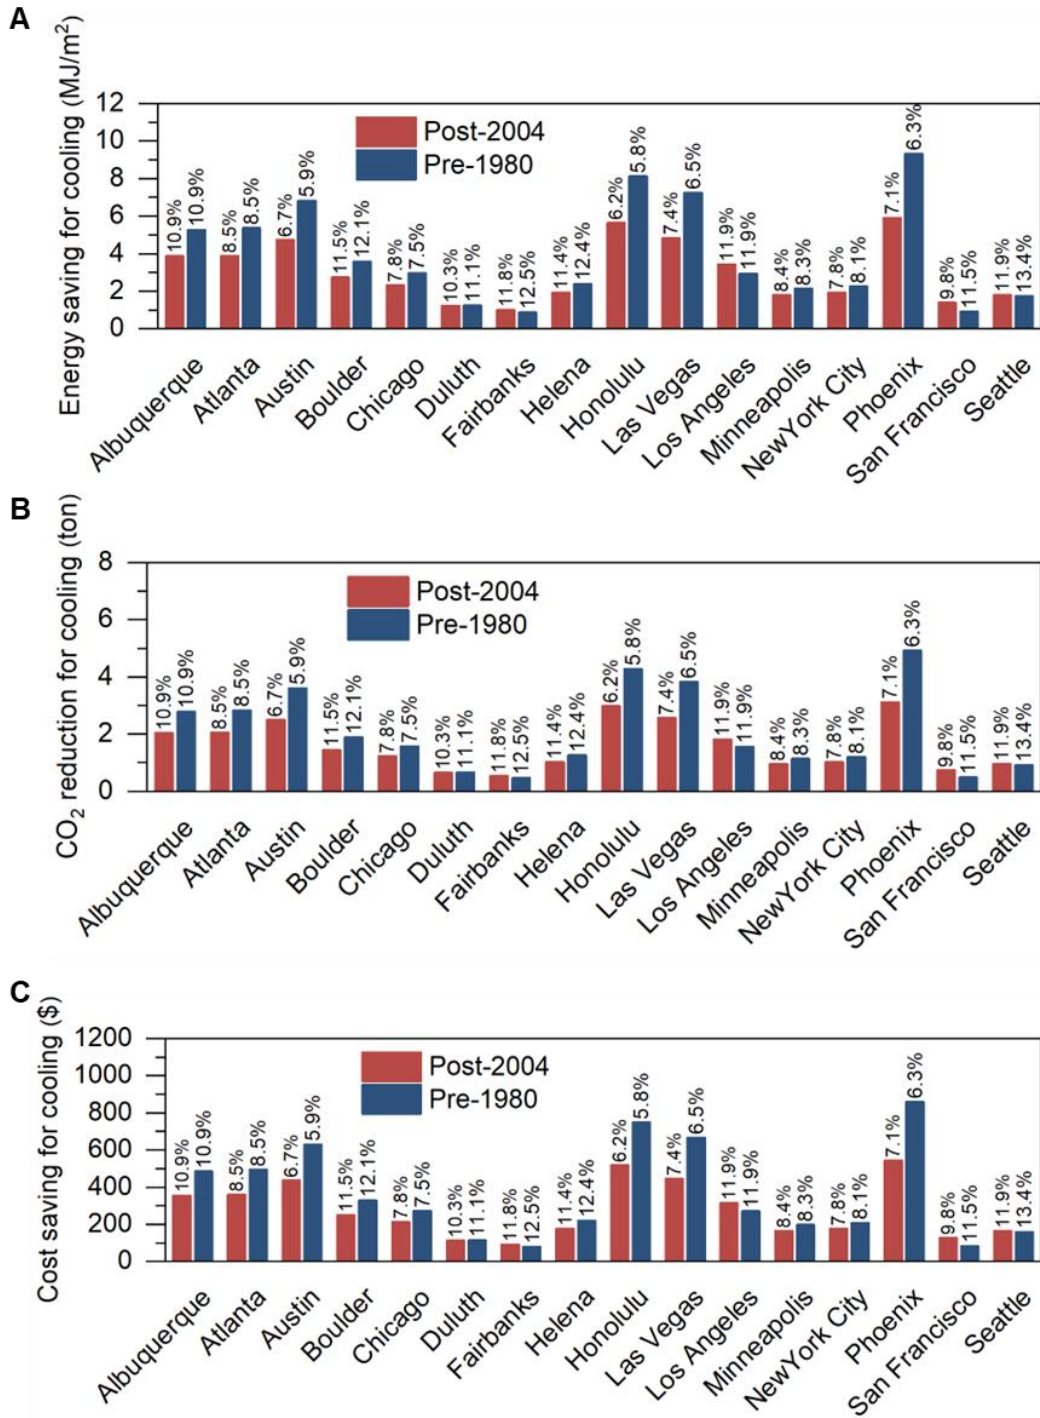 A
Energy saving for cooling (MJ/m²)
12
10
8
6
4
2
0
Post-2004
Pre-1980
10.9%
10.9%
8.5%
8.5%
6.7%
5.9%
11.5%
12.1%
7.8%
7.5%
10.3%
11.1%
11.8%
12.5%
11.4%
12.4%
6.2%
5.8%
7.4%
6.5%
11.9%
11.9%
8.4%
8.3%
7.8%
8.1%
7.1%
6.3%
9.8%
11.5%
11.9%
13.4%
Albuquerque
Atlanta
Austin
Boulder
Chicago
Duluth
Fairbanks
Helena
Honolulu
Las Vegas
Los Angeles
Minneapolis
NewYork City
Phoenix
San Francisco
Seattle
B
CO₂ reduction for cooling (ton)
8
6
4
2
0
Post-2004
Pre-1980
10.9%
10.9%
8.5%
8.5%
6.7%
5.9%
11.5%
12.1%
7.8%
7.5%
10.3%
11.1%
11.8%
12.5%
11.4%
12.4%
6.2%
5.8%
7.4%
6.5%
11.9%
11.9%
8.4%
8.3%
7.8%
8.1%
7.1%
6.3%
9.8%
11.5%
11.9%
13.4%
Albuquerque
Atlanta
Austin
Boulder
Chicago
Duluth
Fairbanks
Helena
Honolulu
Las Vegas
Los Angeles
Minneapolis
NewYork City
Phoenix
San Francisco
Seattle
C
Cost saving for cooling ($)
1200
1000
800
600
400
200
0
Post-2004
Pre-1980
10.9%
10.9%
8.5%
8.5%
6.7%
5.9%
11.5%
12.1%
7.8%
7.5%
10.3%
11.1%
11.8%
12.5%
11.4%
12.4%
6.2%
5.8%
7.4%
6.5%
11.9%
11.9%
8.4%
8.3%
7.8%
8.1%
7.1%
6.3%
9.8%
11.5%
11.9%
13.4%
Albuquerque
Atlanta
Austin
Boulder
Chicago
Duluth
Fairbanks
Helena
Honolulu
Las Vegas
Los Angeles
Minneapolis
NewYork City
Phoenix
San Francisco
Seattle